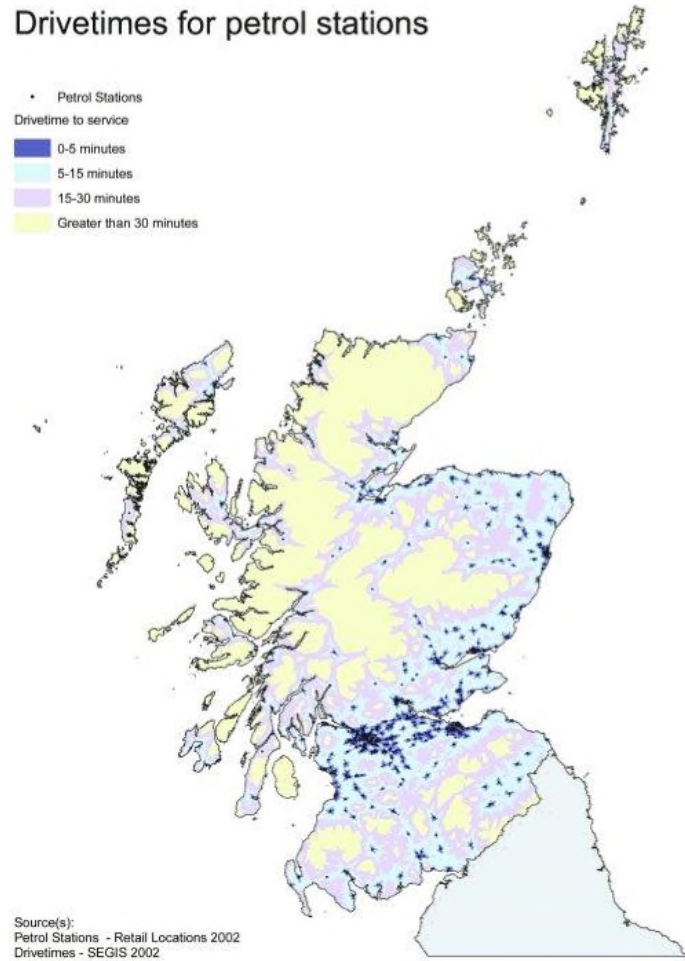 Drivetimes for petrol stations
Petrol Stations
Drivetime to service
0-5 minutes
5-15 minutes
15-30 minutes
Greater than 30 minutes
Source(s):
Petrol Stations - Retail Locations 2002
Drivetimes - SEGIS 2002